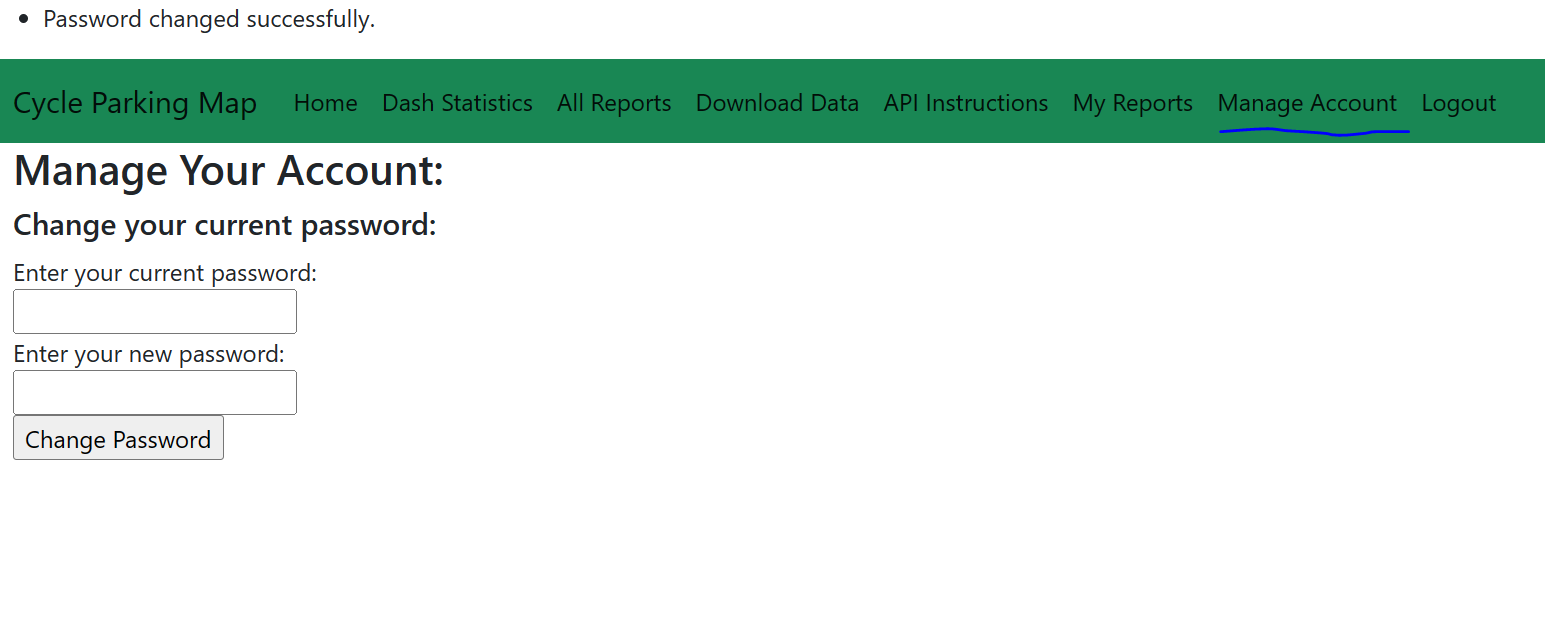 Password changed successfully.
Cycle Parking Map Home Dash Statistics All Reports Download Data API Instructions My Reports Manage Account Logout
Manage Your Account:
Change your current password:
Enter your current password:
Enter your new password:
Change Password